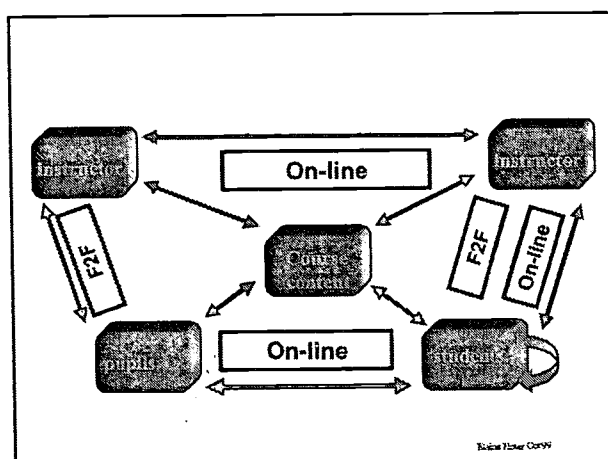 instructor
instructor
On-line
F2F
F2F
On-line
Course
content
pupils
students
On-line